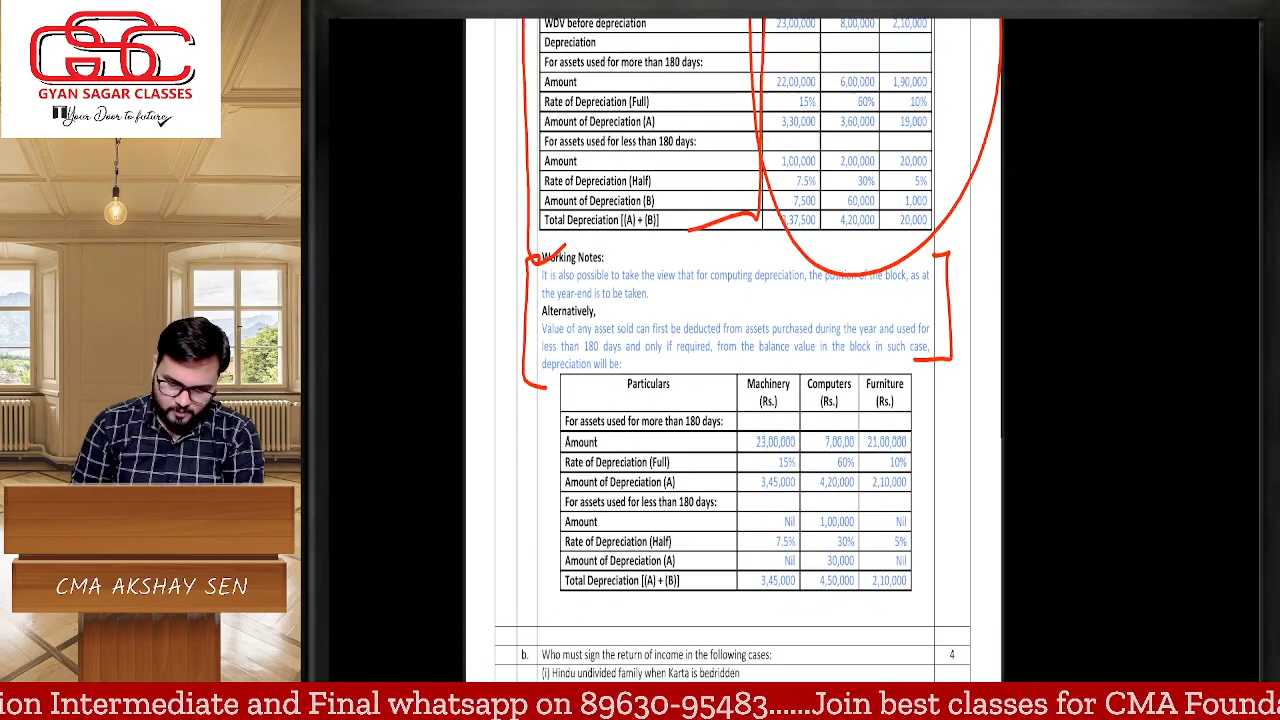 GSC
GYAN SAGAR CLASSES
Your Door to future
WDV before depreciation 23,00,000 8,00,000 2,10,000
Depreciation
For assets used for more than 180 days:
Amount 22,00,000 6,00,000 1,90,000
Rate of Depreciation (Full) 15% 60% 10%
Amount of Depreciation (A) 3,30,000 3,60,000 19,000
For assets used for less than 180 days:
Amount 1,00,000 2,00,000 20,000
Rate of Depreciation (Half) 7.5% 30% 5%
Amount of Depreciation (B) 7,500 60,000 1,000
Total Depreciation [(A) + (B)] 3,37,500 4,20,000 20,000
Working Notes:
It is also possible to take the view that for computing depreciation, the position of the block, as at
the year-end is to be taken.
Alternatively,
Value of any asset sold can first be deducted from assets purchased during the year and used for
less than 180 days and only if required, from the balance value in the block in such case,
depreciation will be:
Particulars Machinery (Rs.) Computers (Rs.) Furniture (Rs.)
For assets used for more than 180 days:
Amount 23,00,000 7,00,00 21,00,000
Rate of Depreciation (Full) 15% 60% 10%
Amount of Depreciation (A) 3,45,000 4,20,000 2,10,000
For assets used for less than 180 days:
Amount Nil 1,00,000 Nil
Rate of Depreciation (Half) 7.5% 30% 5%
Amount of Depreciation (A) Nil 30,000 Nil
Total Depreciation [(A) + (B)] 3,45,000 4,50,000 2,10,000
b. Who must sign the return of income in the following cases: 4
(i) Hindu undivided family when Karta is bedridden
CMA AKSHAY SEN
ion Intermediate and Final whatsapp on 89630-95483......Join best classes for CMA Founda